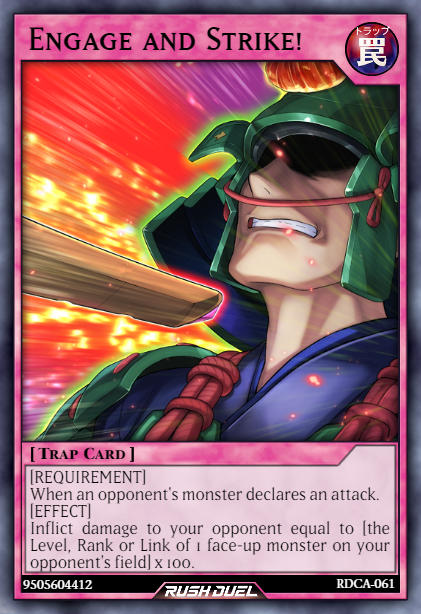 ENGAGE AND STRIKE!
トラップ
罠
[ TRAP CARD ]
[REQUIREMENT]
When an opponent's monster declares an attack.
[EFFECT]
Inflict damage to your opponent equal to [the
Level, Rank or Link of 1 face-up monster on your
opponent's field] x 100.
9505604412
RUSH DUEL
RDCA-061